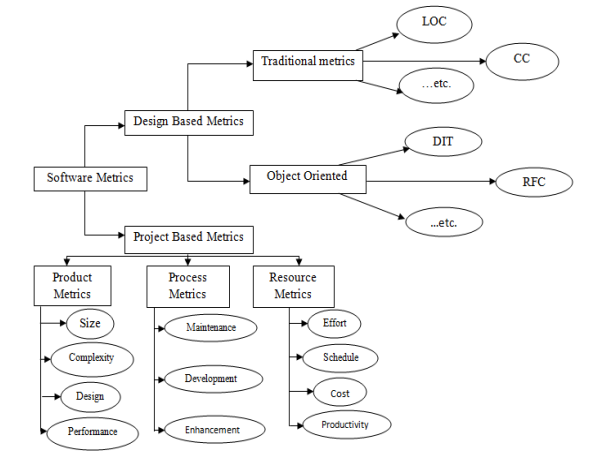 LOC
Traditional metrics
CC
…etc.
Design Based Metrics
DIT
Object Oriented
RFC
...etc.
Software Metrics
Project Based Metrics
Product
Metrics
Process
Metrics
Resource
Metrics
Size
Complexity
Design
Performance
Maintenance
Development
Enhancement
Effort
Schedule
Cost
Productivity